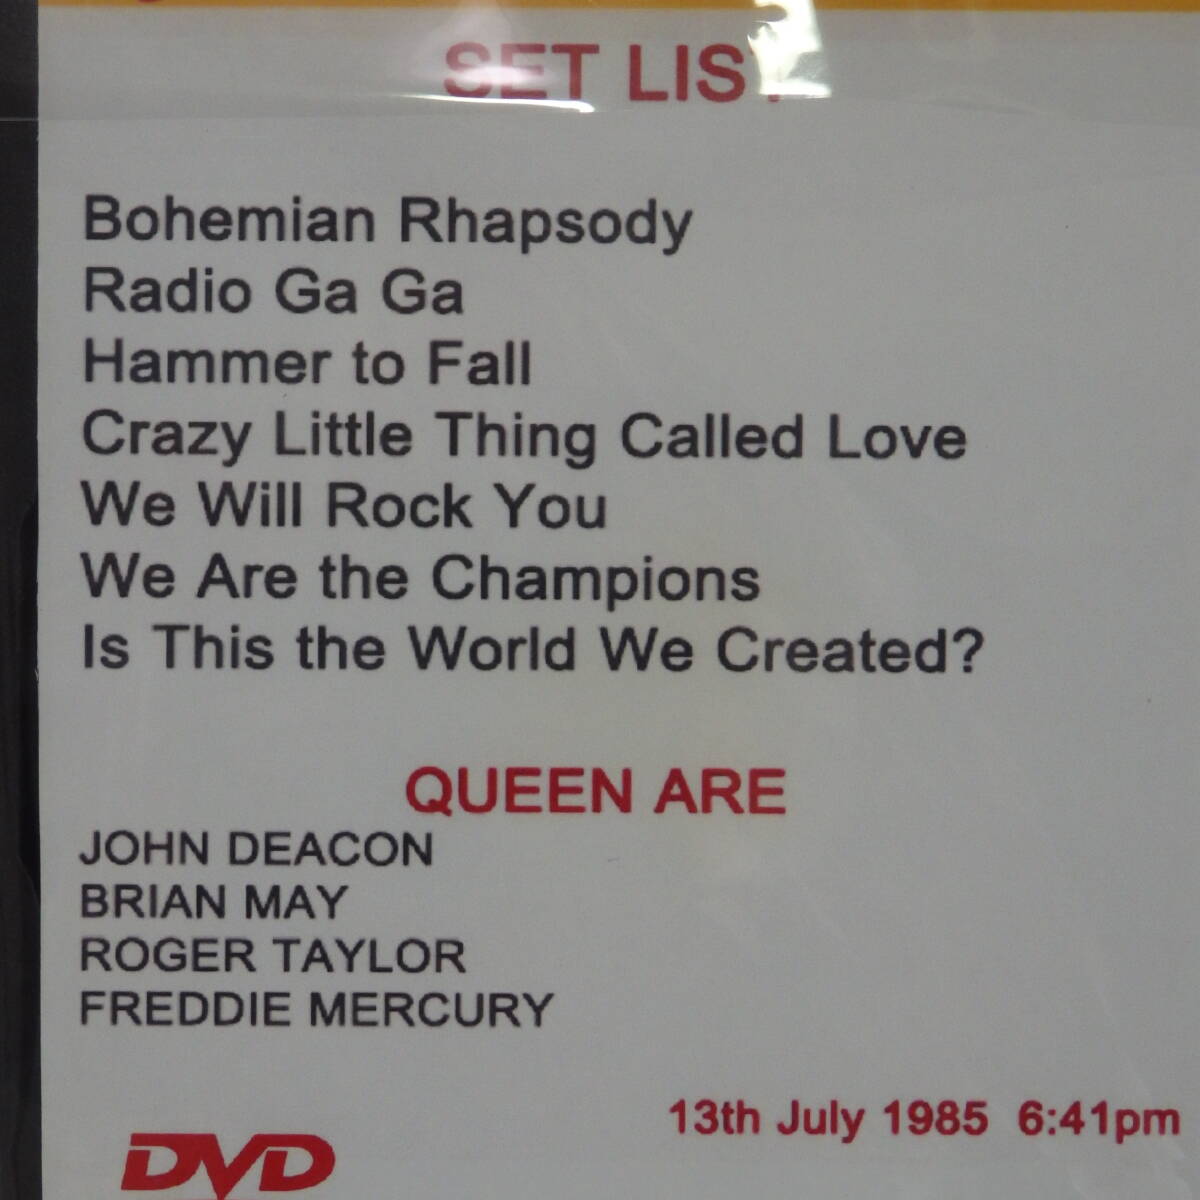 SET LIST
Bohemian Rhapsody
Radio Ga Ga
Hammer to Fall
Crazy Little Thing Called Love
We Will Rock You
We Are the Champions
Is This the World We Created?
QUEEN ARE
JOHN DEACON
BRIAN MAY
ROGER TAYLOR
FREDDIE MERCURY
13th July 1985 6:41pm
DVD